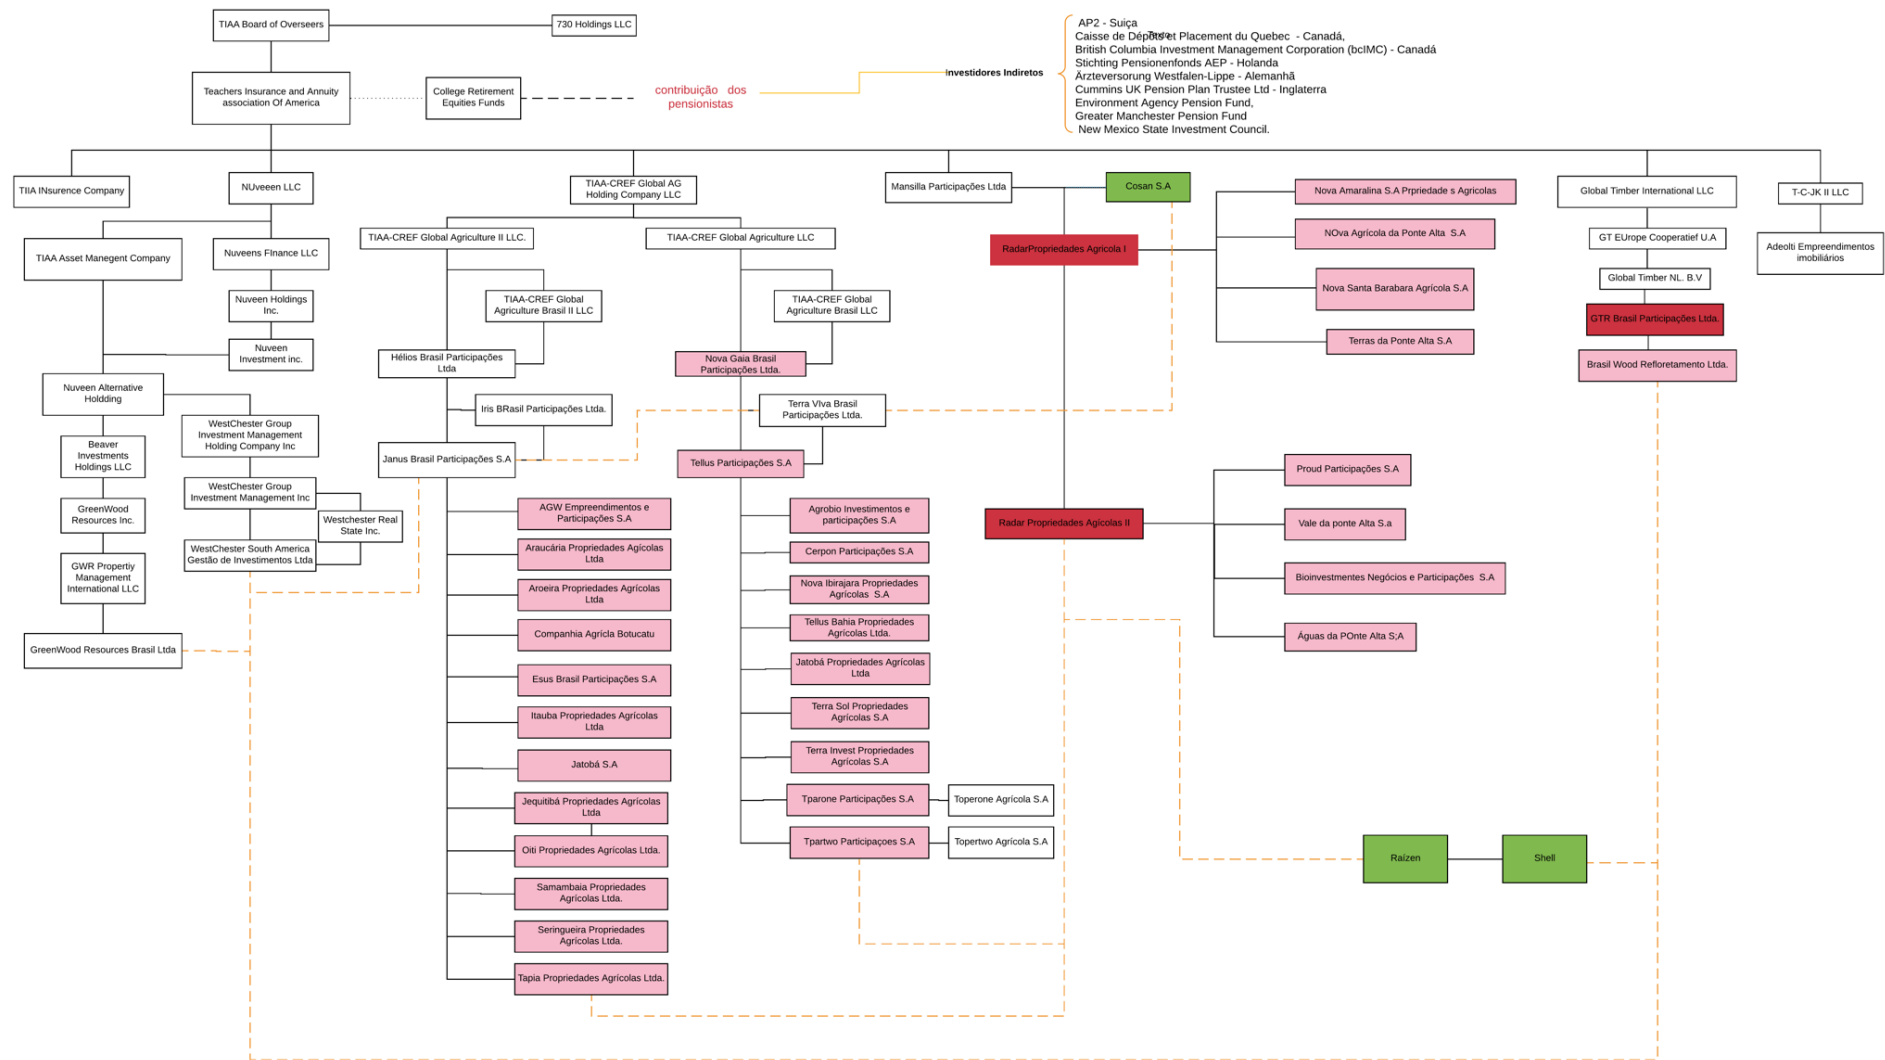 TIAA Board of Overseers
730 Holdings LLC
AP2 - Suiça
Caisse de Dépôts et Placement du Quebec  - Canadá,
Texto
British Columbia Investment Management Corporation (bcIMC) - Canadá
Stichting Pensionenfonds AEP - Holanda
Ärzteversorung Westfalen-Lippe - Alemanhã
Cummins UK Pension Plan Trustee Ltd - Inglaterra
Environment Agency Pension Fund,
Greater Manchester Pension Fund
New Mexico State Investment Council.
Investidores Indiretos
Teachers Insurance and Annuity
association Of America
College Retirement
Equities Funds
contribuição dos
pensionistas
TIIA INsurence Company
NUveeen LLC
TIAA-CREF Global AG
Holding Company LLC
Mansilla Participações Ltda
Cosan S.A
Nova Amaralina S.A Prpriedade s Agricolas
Global Timber International LLC
T-C-JK II LLC
TIAA Asset Manegent Company
Nuveens FInance LLC
TIAA-CREF Global Agriculture II LLC.
TIAA-CREF Global Agriculture LLC
RadarPropriedades Agricola I
NOva Agrícola da Ponte Alta  S.A
GT EUrope Cooperatief U.A
Adeolti Empreendimentos
imobiliários
Global Timber NL. B.V
Nuveen Holdings
Inc.
TIAA-CREF Global
Agriculture Brasil II LLC
TIAA-CREF Global
Agriculture Brasil LLC
Nova Santa Barabara Agrícola S.A
GTR Brasil Participações Ltda.
Nuveen
Investment inc.
Terras da Ponte Alta S.A
Hélios Brasil Participações
Ltda
Nova Gaia Brasil
Participações Ltda.
Brasil Wood Refloretamento Ltda.
Nuveen Alternative
Holdding
Iris BRasil Participações Ltda.
Terra VIva Brasil
Participações Ltda.
WestChester Group
Investment Management
Holding Company Inc
Beaver
Investments
Holdings LLC
Janus Brasil Participações S.A
Tellus Participações S.A
Proud Participações S.A
WestChester Group
Investment Management Inc
GreenWood
Resources Inc.
Westchester Real
State Inc.
AGW Empreendimentos e
Participações S.A
Agrobio Investimentos e
participações S.A
Radar Propriedades Agícolas II
Vale da ponte Alta S.a
WestChester South America
Gestão de Investimentos Ltda
Araucária Propriedades Agícolas
Ltda
Cerpon Participações S.A
GWR Propertiy
Management
International LLC
Aroeira Propriedades Agrícolas
Ltda
Nova Ibirajara Propriedades
Agrícolas  S.A
Bioinvestmentes Negócios e Participações  S.A
Companhia Agrícla Botucatu
Tellus Bahia Propriedades
Agrícolas Ltda.
Águas da POnte Alta S;A
GreenWood Resources Brasil Ltda
Esus Brasil Participações S.A
Jatobá Propriedades Agrícolas
Ltda
Itauba Propriedades Agrícolas
Ltda
Terra Sol Propriedades
Agrícolas S.A
Jatobá S.A
Terra Invest Propriedades
Agrícolas S.A
Jequitibá Propriedades Agrícolas
Ltda
Tparone Participações S.A
Toperone Agrícola S.A
Oiti Propriedades Agrícolas Ltda.
Tpartwo Participaçoes S.A
Topertwo Agrícola S.A
Raízen
Shell
Samambaia Propriedades
Agrícolas Ltda.
Seringueira Propriedades
Agrícolas Ltda.
Tapia Propriedades Agrícolas Ltda.